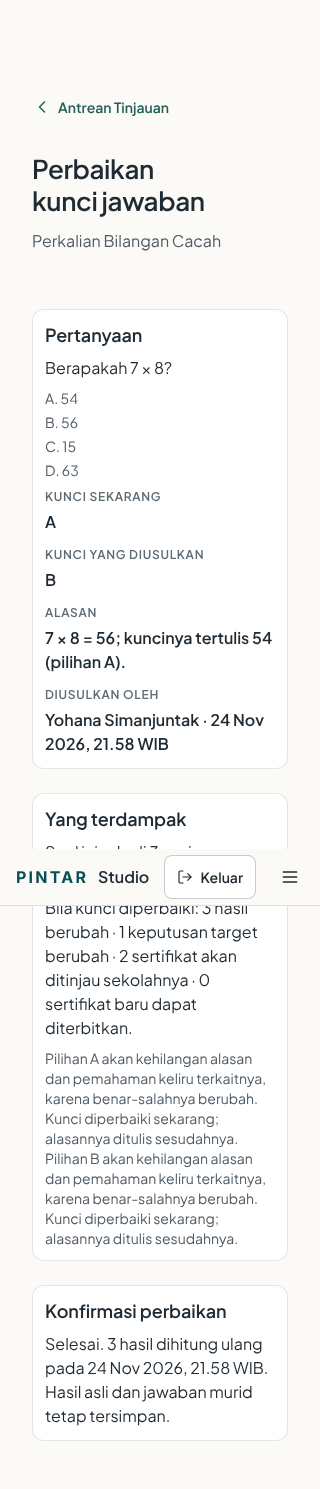 Antrean Tinjauan
Perbaikan
kunci jawaban
Perkalian Bilangan Cacah
Pertanyaan
Berapakah 7 × 8?
A. 54
B. 56
C. 15
D. 63
KUNCI SEKARANG
A
KUNCI YANG DIUSULKAN
B
ALASAN
7 × 8 = 56; kuncinya tertulis 54
(pilihan A).
DIUSULKAN OLEH
Yohana Simanjuntak · 24 Nov
2026, 21.58 WIB
Yang terdampak
PINTAR Studio Keluar
Bila kunci diperbaiki: 3 hasil
berubah · 1 keputusan target
berubah · 2 sertifikat akan
ditinjau sekolahnya · 0
sertifikat baru dapat
diterbitkan.
Pilihan A akan kehilangan alasan
dan pemahaman keliru terkaitnya,
karena benar-salahnya berubah.
Kunci diperbaiki sekarang;
alasannya ditulis sesudahnya.
Pilihan B akan kehilangan alasan
dan pemahaman keliru terkaitnya,
karena benar-salahnya berubah.
Kunci diperbaiki sekarang;
alasannya ditulis sesudahnya.
Konfirmasi perbaikan
Selesai. 3 hasil dihitung ulang
pada 24 Nov 2026, 21.58 WIB.
Hasil asli dan jawaban murid
tetap tersimpan.